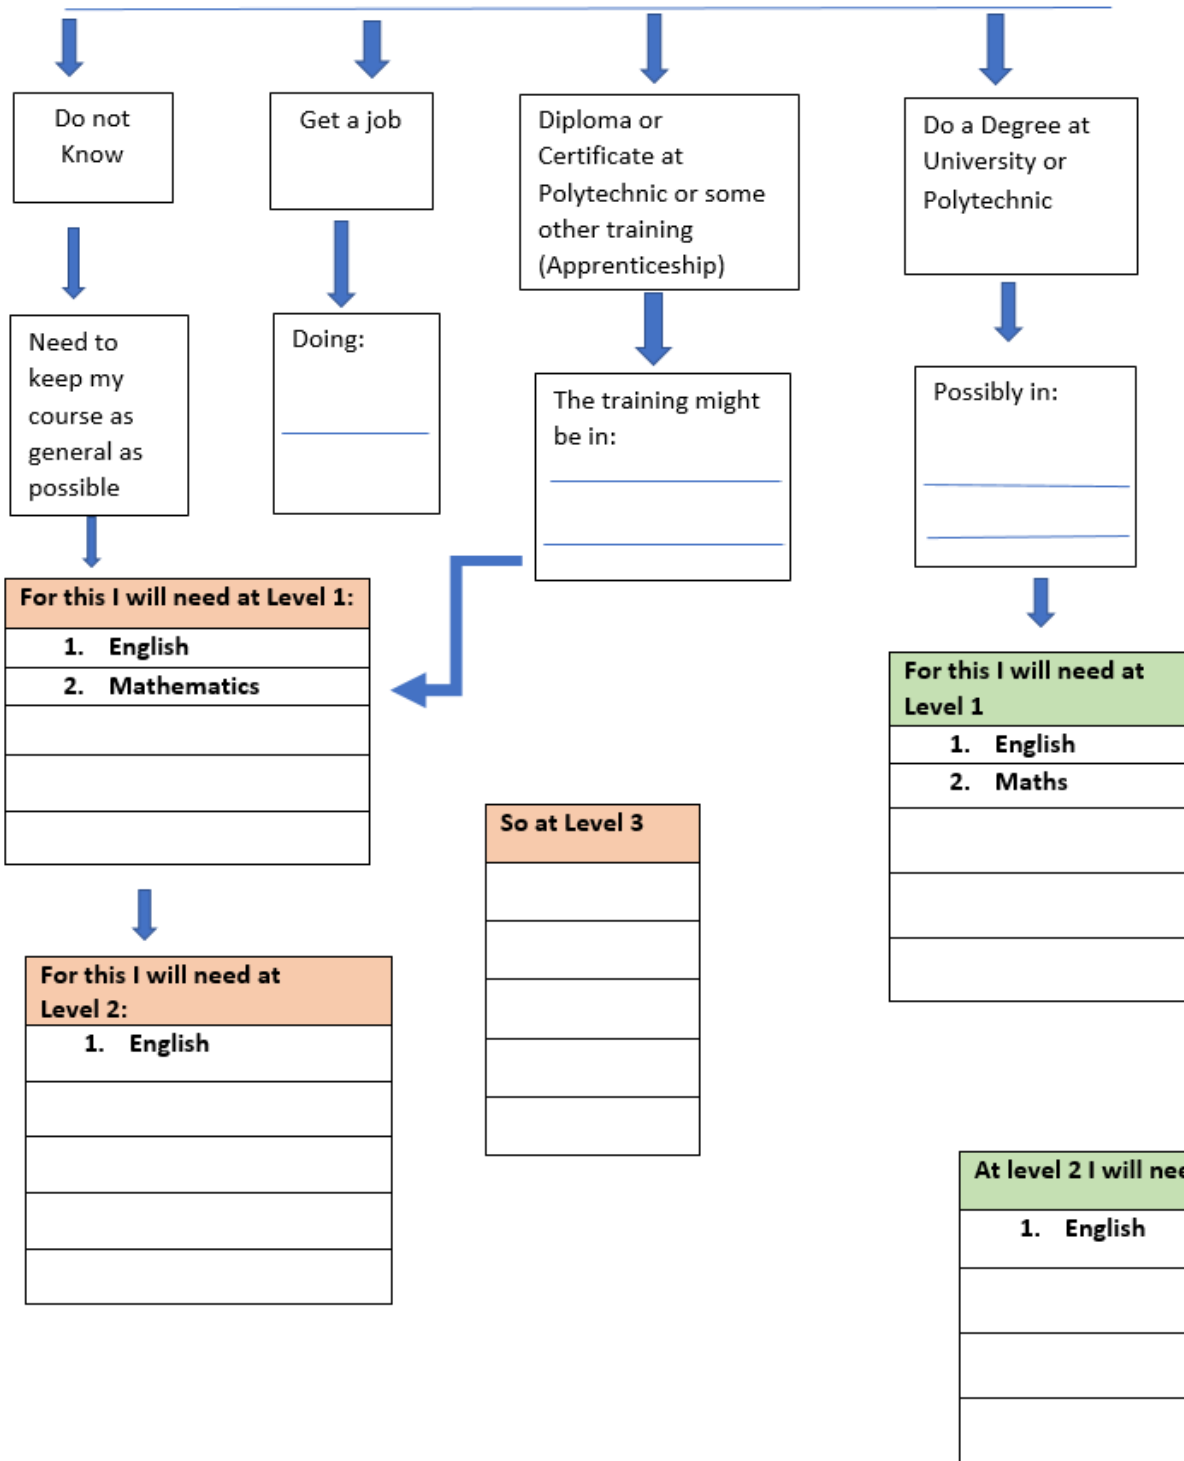 Do not
Know
Get a job
Diploma or
Certificate at
Polytechnic or some
other training
(Apprenticeship)
Do a Degree at
University or
Polytechnic
Need to
keep my
course as
general as
possible
Doing:
The training might
be in:
Possibly in:
For this I will need at Level 1:
1. English
2. Mathematics
For this I will need at
Level 1
1. English
2. Maths
So at Level 3
For this I will need at
Level 2:
1. English
At level 2 I will nee
1. English